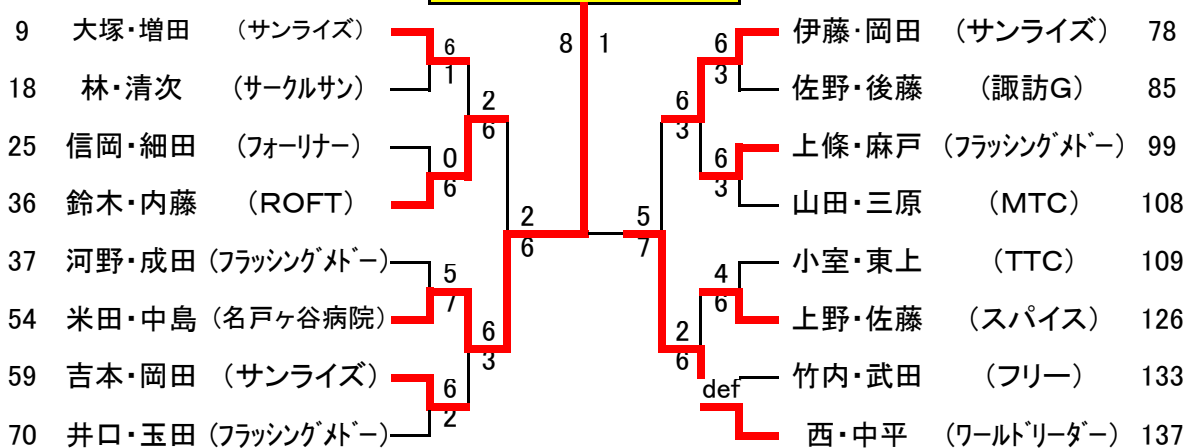 9 大塚・増田 (サンライズ) 8 1 伊藤・岡田 (サンライズ) 78
6 6
1 3
18 林・清次 (サークルサン) 佐野・後藤 (諏訪G) 85
2 6
6 3
25 信岡・細田 (フォーリナー) 上條・麻戸 (フラッシングメドー) 99
0 6
6 3
36 鈴木・内藤 (ROFT) 山田・三原 (MTC) 108
2 5
6 7
37 河野・成田 (フラッシングメドー) 小室・東上 (TTC) 109
5 4
7 6
54 米田・中島 (名戸ヶ谷病院) 上野・佐藤 (スパイス) 126
6 2
3 6
59 吉本・岡田 (サンライズ) 竹内・武田 (フリー) 133
6 def
2
70 井口・玉田 (フラッシングメドー) 西・中平 (ワールドリーダー) 137